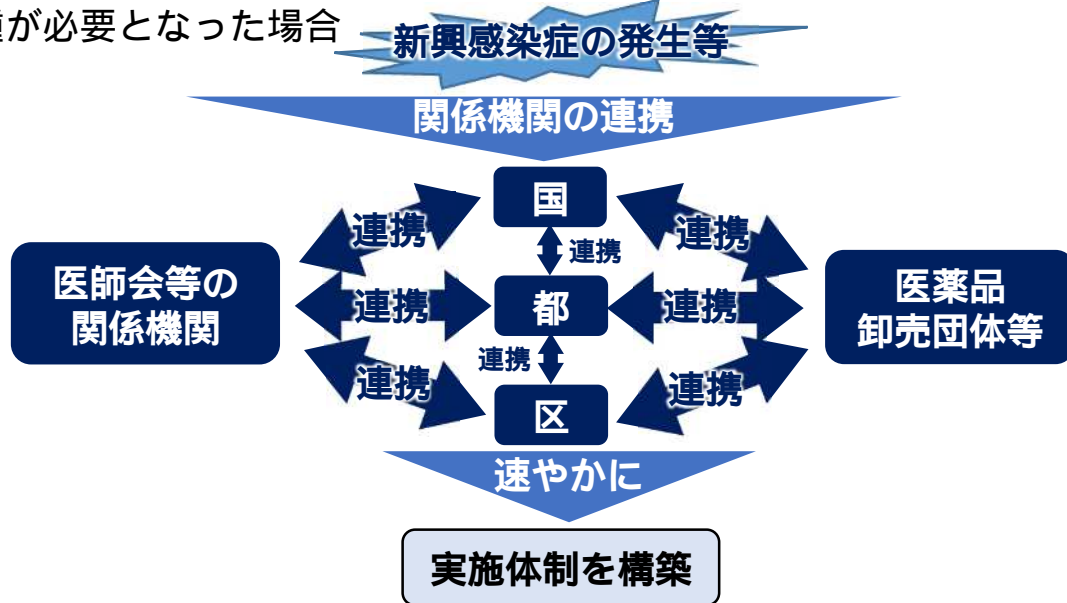 が必要となった場合
新興感染症の発生等
関係機関の連携
国
連携
連携
連携
医師会等の
関係機関
連携
都
連携
医薬品
卸売団体等
連携
連携
連携
区
速やかに
実施体制を構築